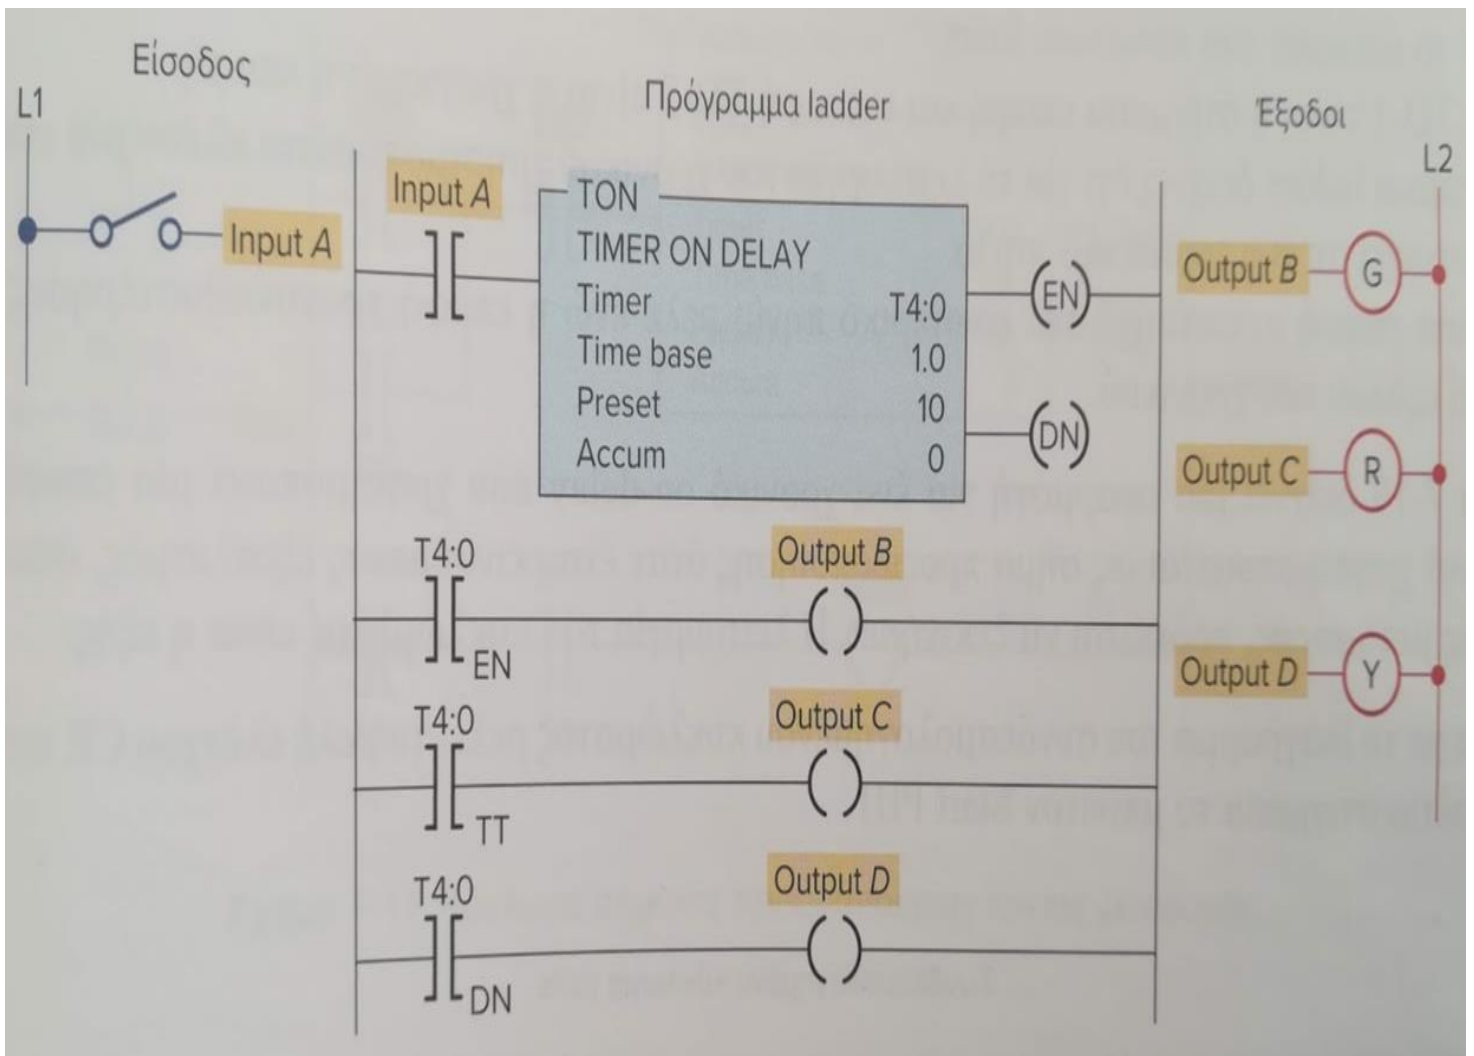 Είσοδος
Πρόγραμμα ladder
Έξοδοι
L1
L2
Input A
Input A
TON
TIMER ON DELAY
Timer T4:0
Time base 1.0
Preset 10
Accum 0
EN
DN
Output B
G
Output C
R
Output D
Y
T4:0
EN
Output B
T4:0
TT
Output C
T4:0
DN
Output D